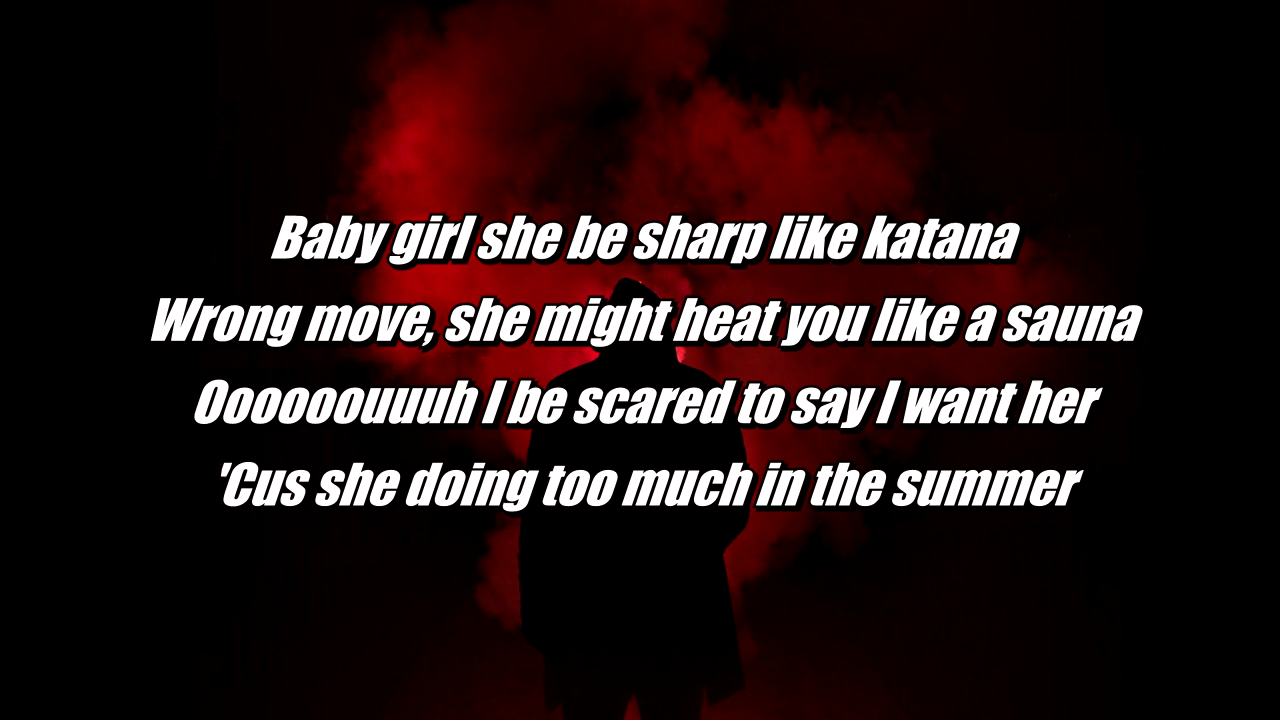 Baby girl she be sharp like katana
Wrong move, she might heat you like a sauna
Oooooouuuh I be scared to say I want her
'Cus she doing too much in the summer